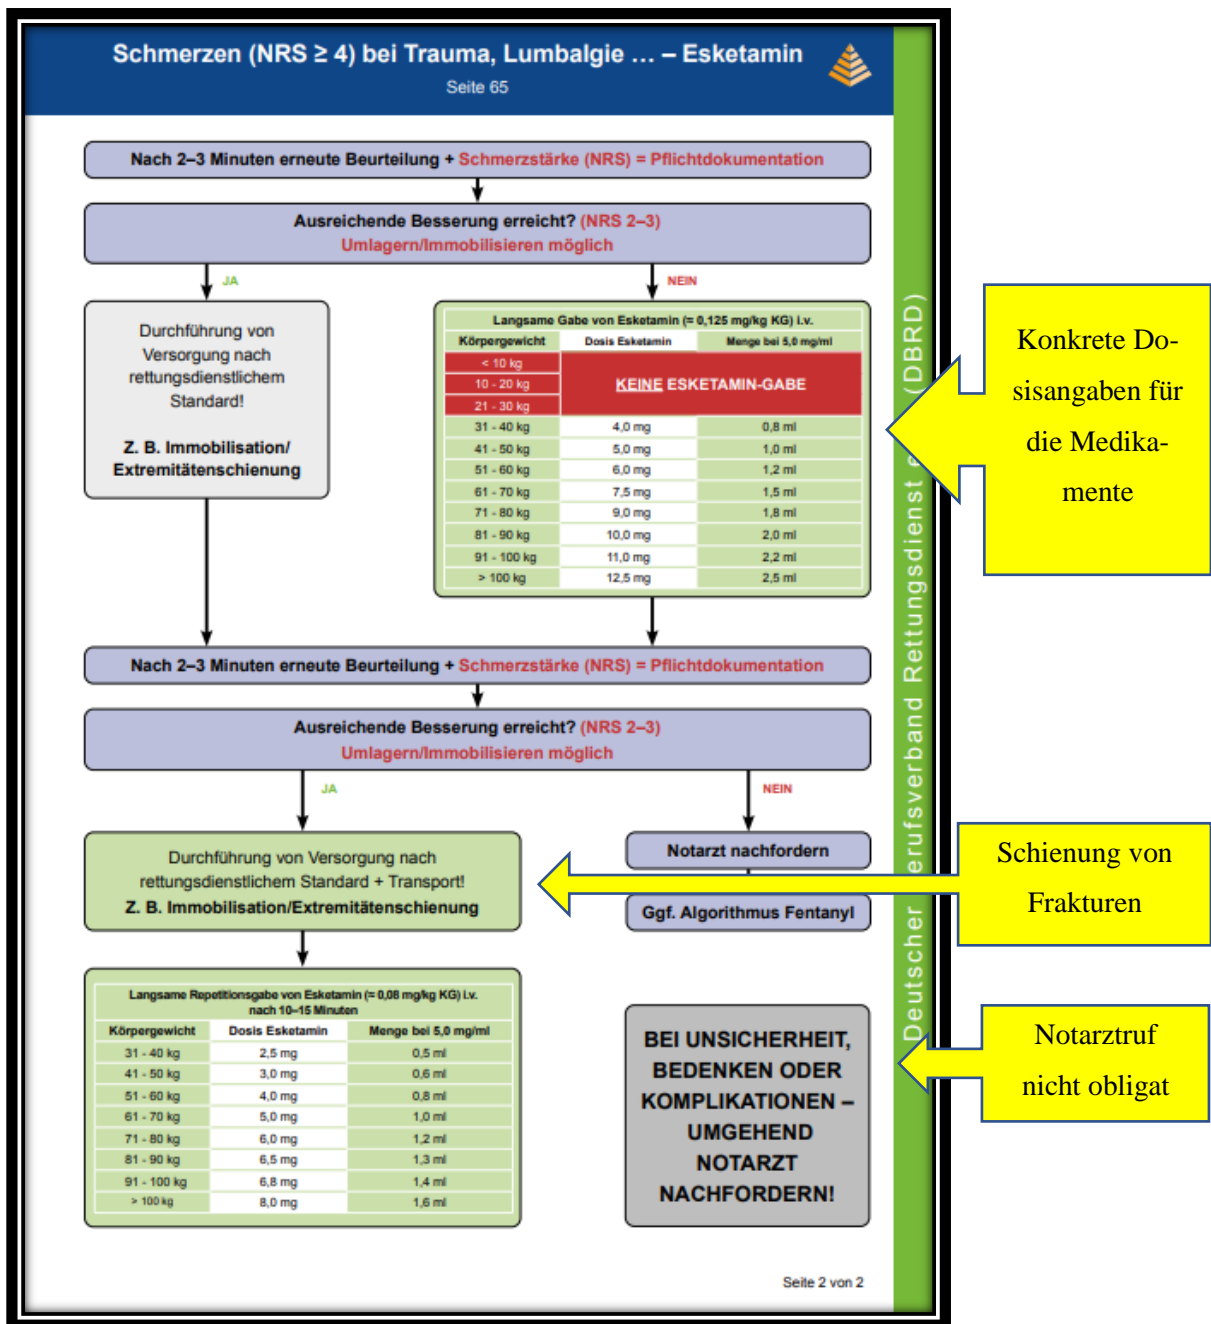 Schmerzen (NRS ≥ 4) bei Trauma, Lumbalgie ... – Esketamin
Seite 65
Nach 2–3 Minuten erneute Beurteilung + Schmerzstärke (NRS) = Pflichtdokumentation
Ausreichende Besserung erreicht? (NRS 2–3)
Umlagern/Immobilisieren möglich
JA
NEIN
Durchführung von
Versorgung nach
rettungsdienstlichem
Standard!
Z. B. Immobilisation/
Extremitätenschienung
Langsame Gabe von Esketamin (≈ 0,125 mg/kg KG) i.v.
Körpergewicht Dosis Esketamin Menge bei 5,0 mg/ml
< 10 kg
10 - 20 kg KEINE ESKETAMIN-GABE
21 - 30 kg
31 - 40 kg 4,0 mg 0,8 ml
41 - 50 kg 5,0 mg 1,0 ml
51 - 60 kg 6,0 mg 1,2 ml
61 - 70 kg 7,5 mg 1,5 ml
71 - 80 kg 9,0 mg 1,8 ml
81 - 90 kg 10,0 mg 2,0 ml
91 - 100 kg 11,0 mg 2,2 ml
> 100 kg 12,5 mg 2,5 ml
Nach 2–3 Minuten erneute Beurteilung + Schmerzstärke (NRS) = Pflichtdokumentation
Ausreichende Besserung erreicht? (NRS 2–3)
Umlagern/Immobilisieren möglich
JA
NEIN
Durchführung von Versorgung nach
rettungsdienstlichem Standard + Transport!
Z. B. Immobilisation/Extremitätenschienung
Notarzt nachfordern
Ggf. Algorithmus Fentanyl
Langsame Repetitionsgabe von Esketamin (≈ 0,08 mg/kg KG) i.v.
nach 10–15 Minuten
Körpergewicht Dosis Esketamin Menge bei 5,0 mg/ml
31 - 40 kg 2,5 mg 0,5 ml
41 - 50 kg 3,0 mg 0,6 ml
51 - 60 kg 4,0 mg 0,8 ml
61 - 70 kg 5,0 mg 1,0 ml
71 - 80 kg 6,0 mg 1,2 ml
81 - 90 kg 6,5 mg 1,3 ml
91 - 100 kg 6,8 mg 1,4 ml
> 100 kg 8,0 mg 1,6 ml
BEI UNSICHERHEIT,
BEDENKEN ODER
KOMPLIKATIONEN –
UMGEHEND
NOTARZT
NACHFORDERN!
Seite 2 von 2
Deutscher erufsverband Rettungsdienst e (DBRD)
Konkrete Do-
sisangaben für
die Medika-
mente
Schienung von
Frakturen
Notarztruf
nicht obligat